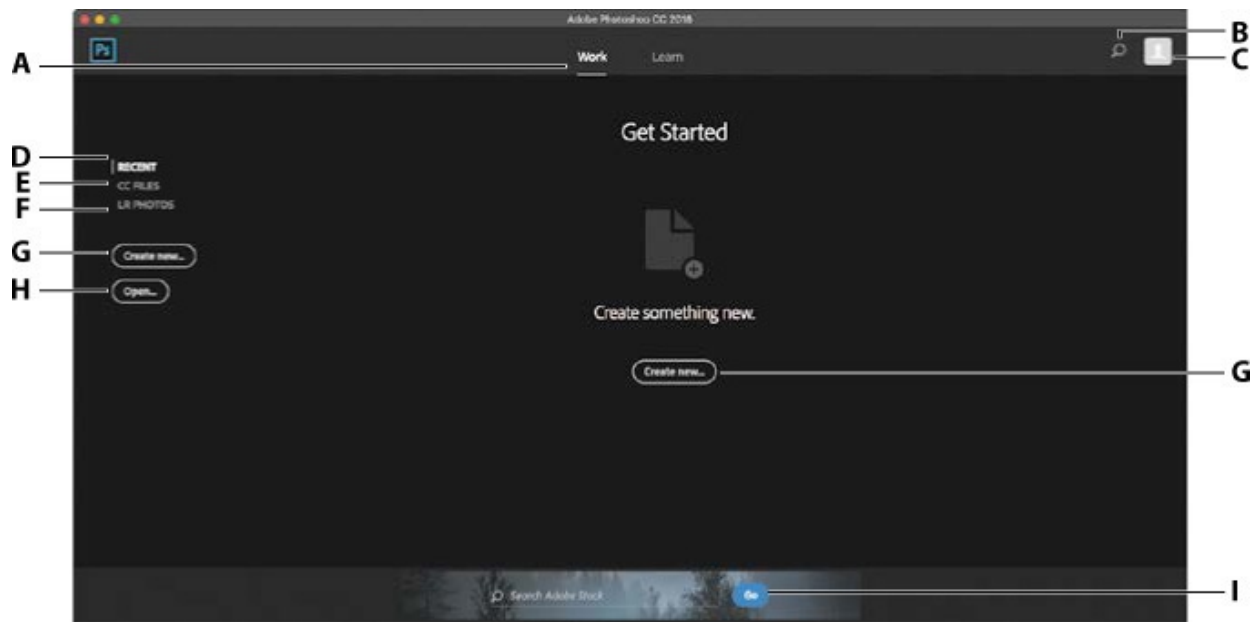 Adobe Photoshop CC 2018
B
Ps
A
Work
Learn
C
Get Started
D
RECENT
E
CC FILES
F
LR PHOTOS
G
Create new...
H
Open...
Create something new.
Create new...
G
Search Adobe Stock
Go
I